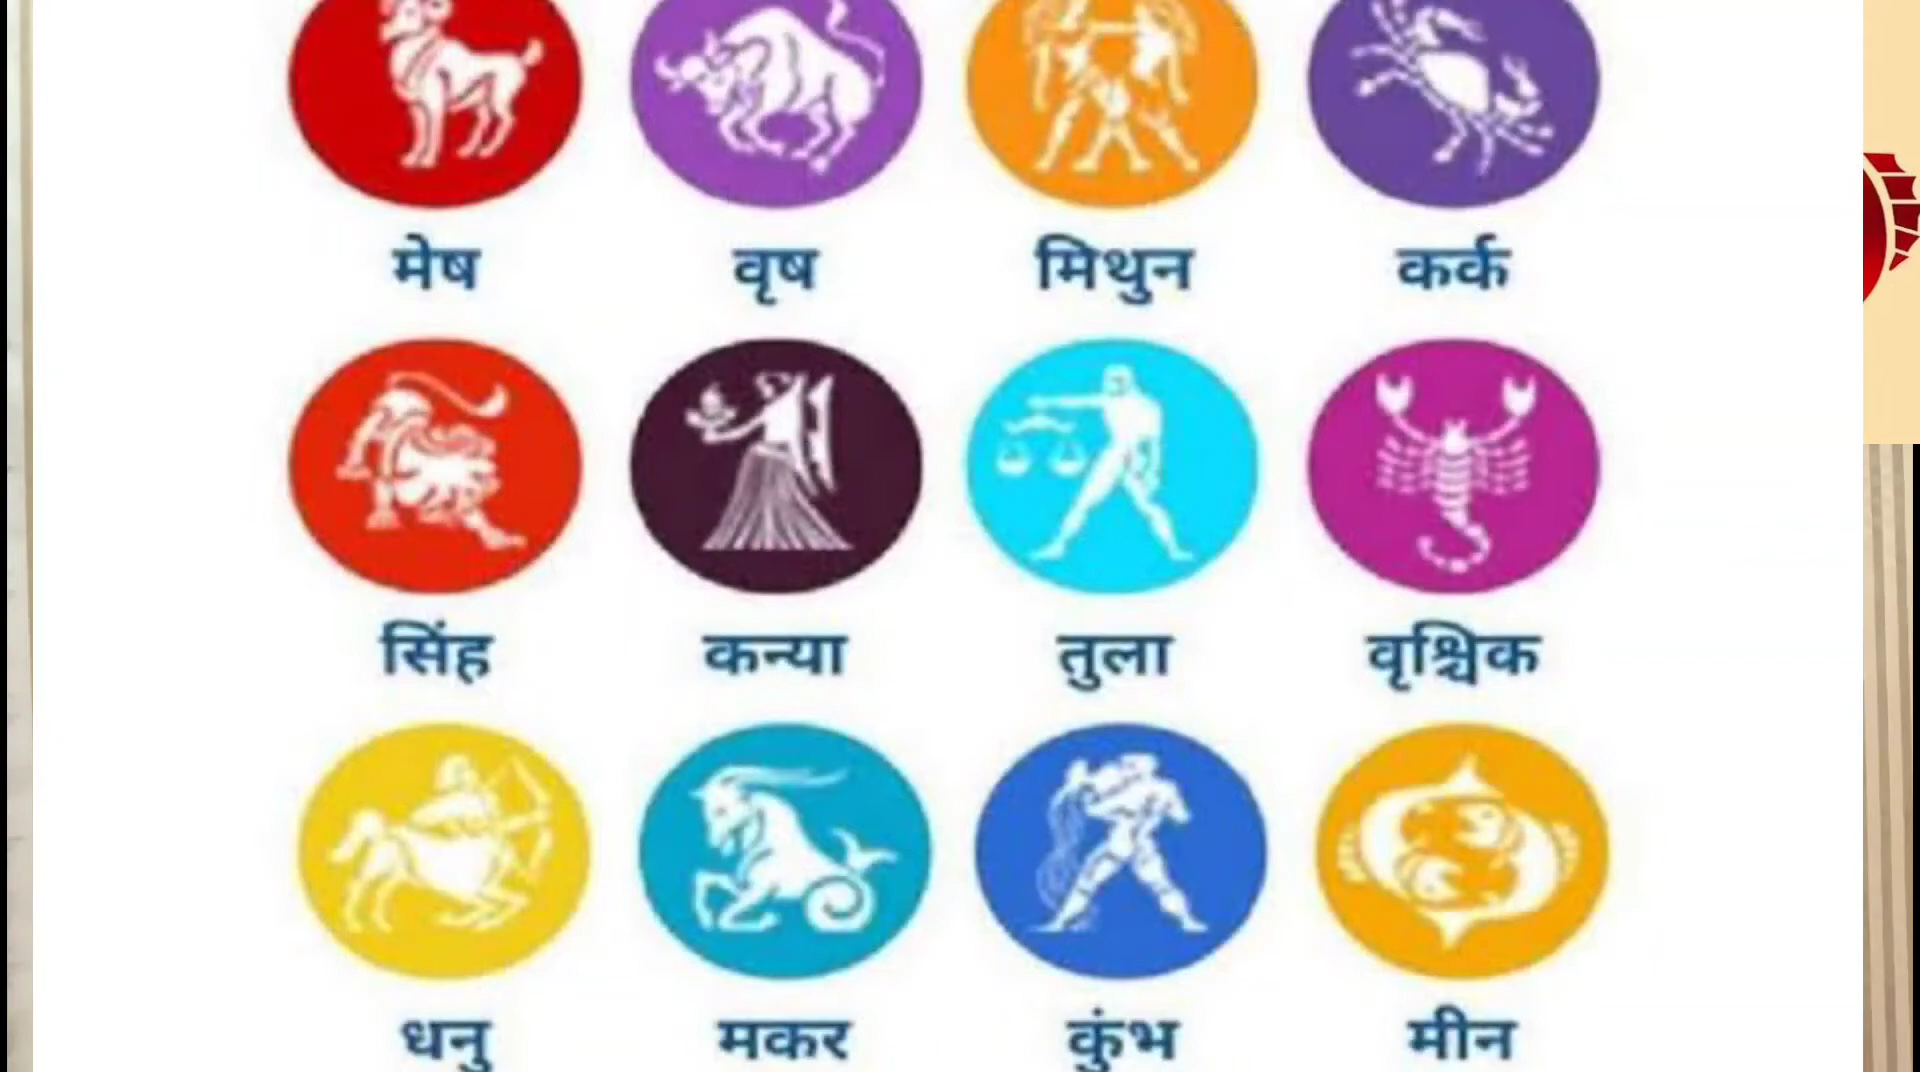 मेष वृष मिथुन कर्क
सिंह कन्या तुला वृश्चिक
धनु मकर कुंभ मीन